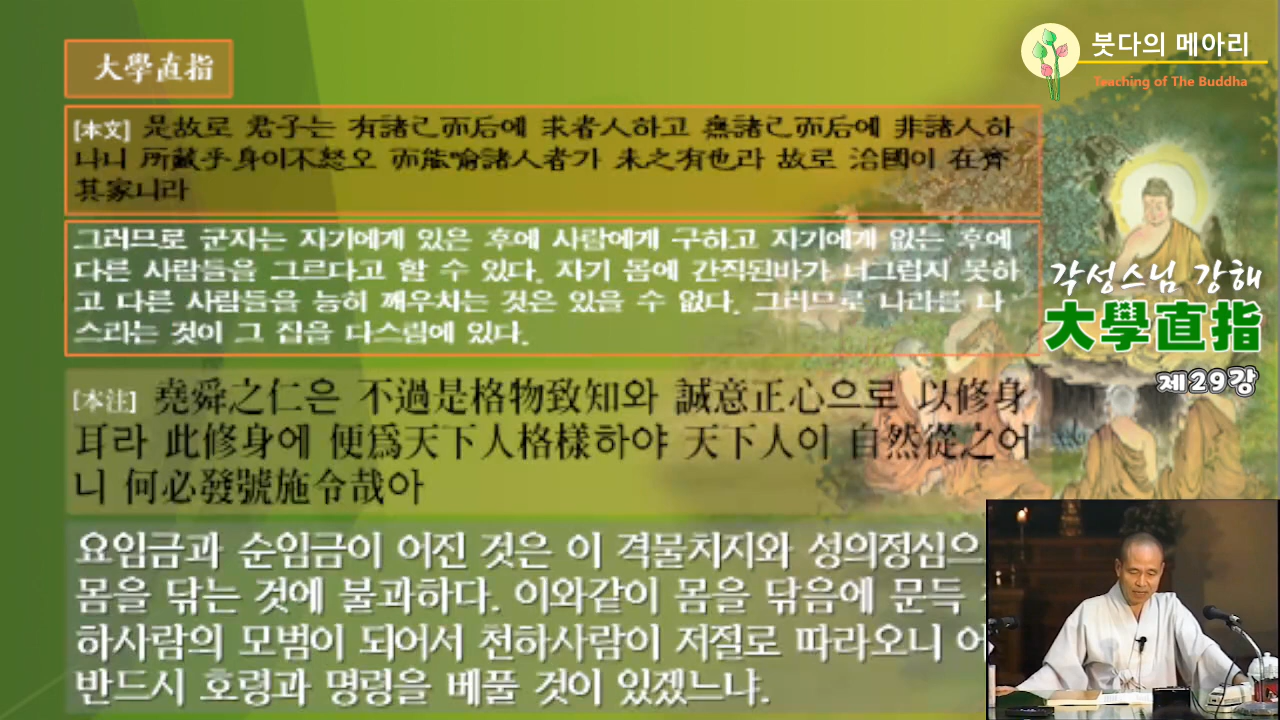 大學直指
붓다의 메아리
Teaching of The Buddha
[本文] 是故로 君子는 有諸己而后에 求者人하고 無諸己而后에 非諸人하
나니 所藏乎身이不恕오 而能喻諸人者가 未之有也라 故로 治國이 在齊
其家니라
그러므로 군자는 자기에게 있은 후에 사람에게 구하고 자기에게 없는 후에
다른 사람들을 그르다고 할 수 있다. 자기 몸에 간직된바가 너그럽지 못하
고 다른 사람들을 능히 깨우치는 것은 있을 수 없다. 그러므로 나라를 다
스리는 것이 그 집을 다스림에 있다.
[本注] 堯舜之仁은 不過是格物致知와 誠意正心으로 以修身
耳라 此修身에 便爲天下人格樣하야 天下人이 自然從之어
니 何必發號施令哉아
요임금과 순임금이 어진 것은 이 격물치지와 성의정심으
몸을 닦는 것에 불과하다. 이와같이 몸을 닦음에 문득
하사람의 모범이 되어서 천하사람이 저절로 따라오니
반드시 호령과 명령을 베풀 것이 있겠느냐.
각성스님 강해
大學直指
제29강